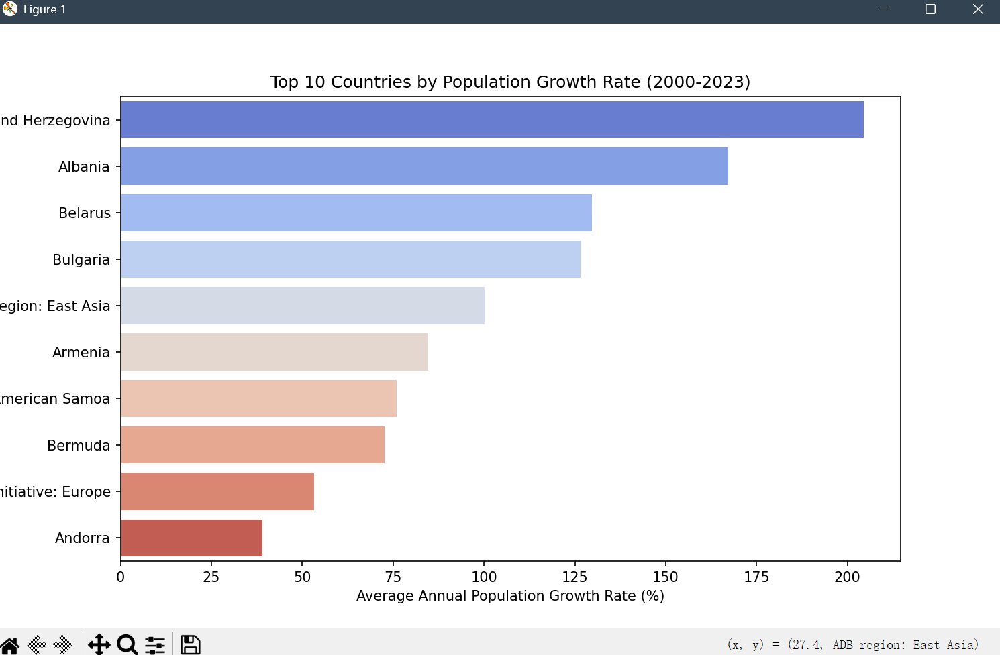 Figure 1
Top 10 Countries by Population Growth Rate (2000-2023)
nd Herzegovina
Albania
Belarus
Bulgaria
egion: East Asia
Armenia
merican Samoa
Bermuda
nitiative: Europe
Andorra
0 25 50 75 100 125 150 175 200
Average Annual Population Growth Rate (%)
(x, y) = (27.4, ADB region: East Asia)